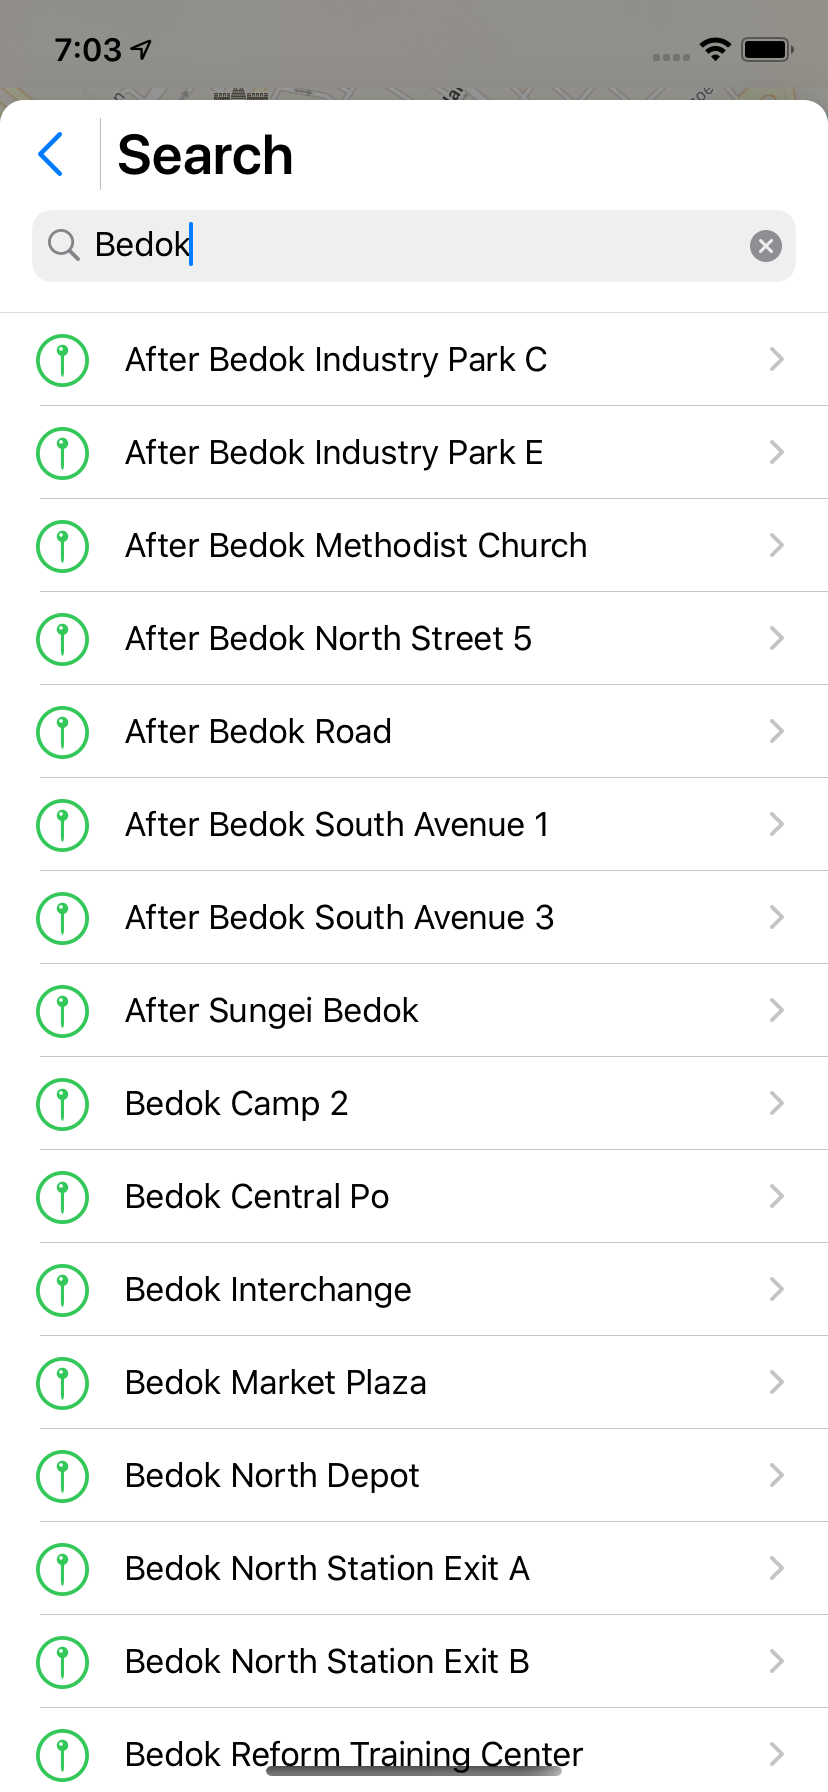 7:03
Search
Bedok
After Bedok Industry Park C
After Bedok Industry Park E
After Bedok Methodist Church
After Bedok North Street 5
After Bedok Road
After Bedok South Avenue 1
After Bedok South Avenue 3
After Sungei Bedok
Bedok Camp 2
Bedok Central Po
Bedok Interchange
Bedok Market Plaza
Bedok North Depot
Bedok North Station Exit A
Bedok North Station Exit B
Bedok Reform Training Center